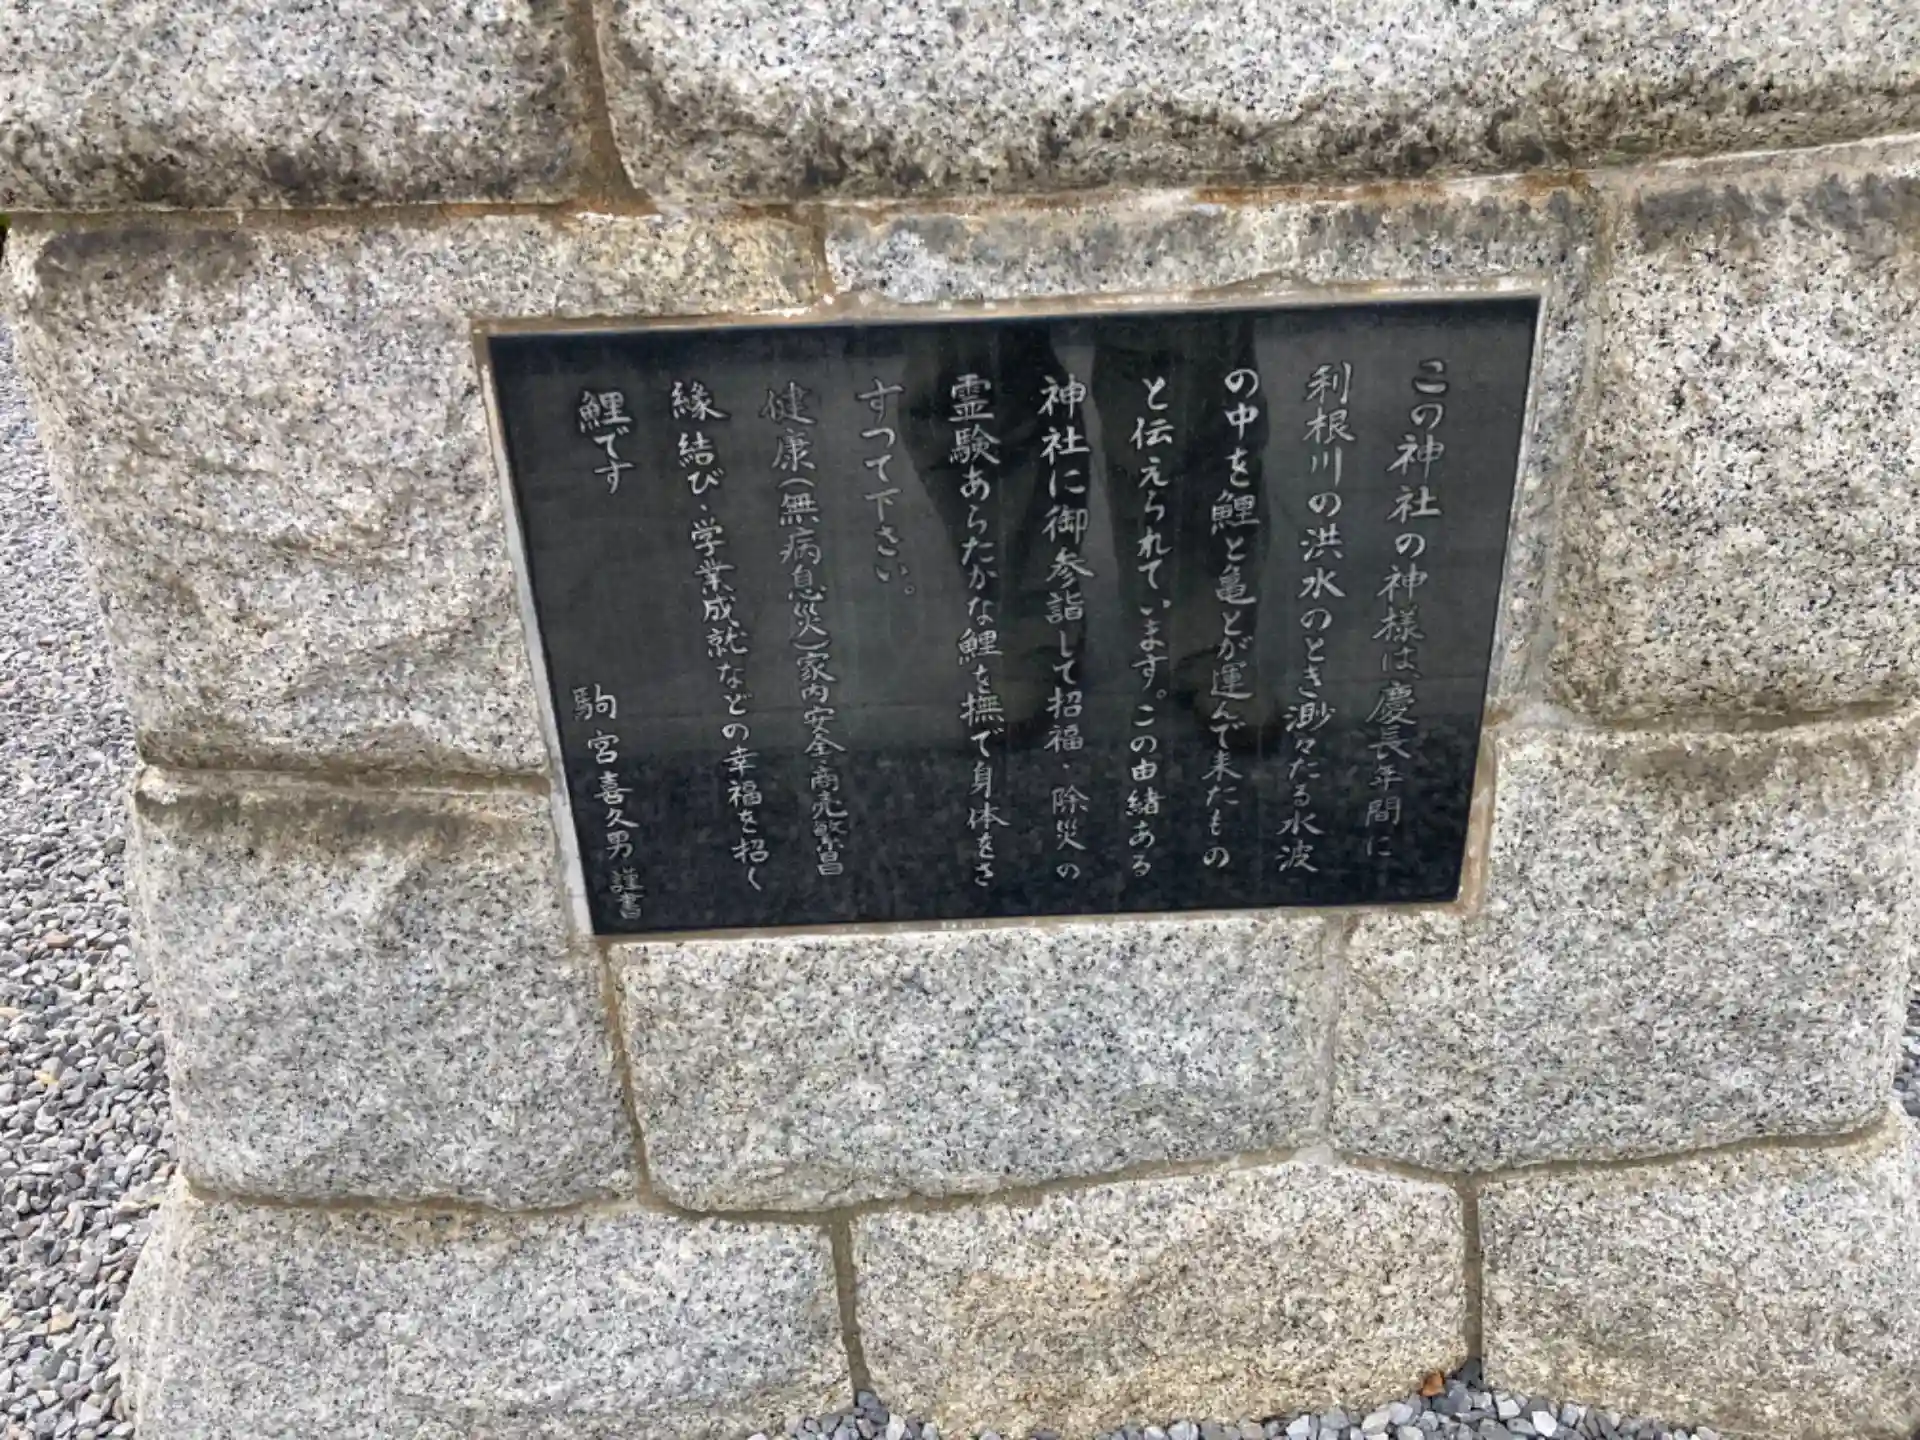 この神社の神様は、慶長年間に
利根川の洪水のとき渺々たる水波
の中を鯉と亀とが運んで来たもの
と伝えられています。この由緒ある
神社に御参詣して招福・除災の
霊験あらたかな鯉を撫で身体をさ
すつて下さい。
健康(無病息災)家内安全・商売繁昌
縁結び・学業成就などの幸福を招く
鯉です
駒宮喜久男 謹書